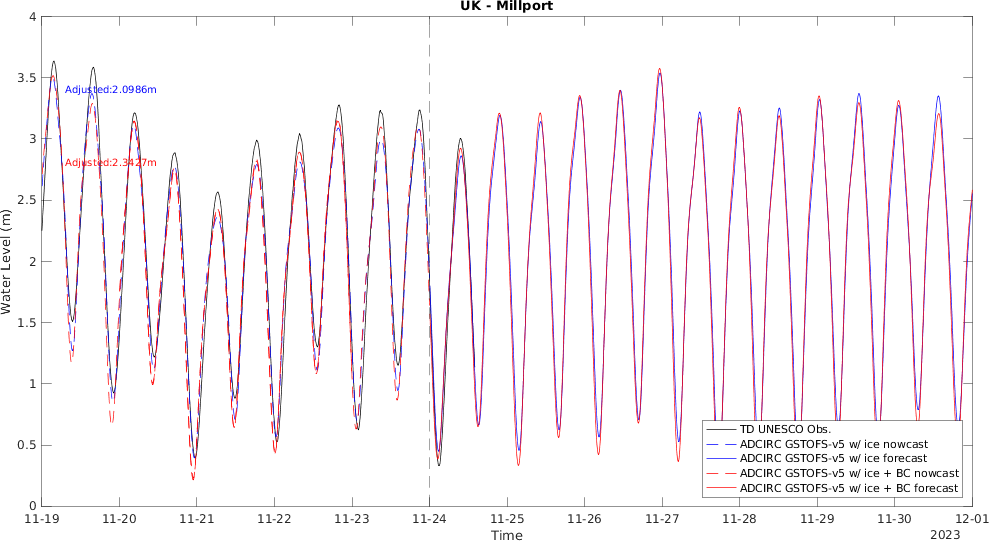 UK - Millport
4
3.5
3
2.5
2
1.5
1
0.5
0
Water Level (m)
Adjusted:2.0986m
Adjusted:2.3427m
TD UNESCO Obs.
ADCIRC GSTOFS-v5 w/ ice nowcast
ADCIRC GSTOFS-v5 w/ ice forecast
ADCIRC GSTOFS-v5 w/ ice + BC nowcast
ADCIRC GSTOFS-v5 w/ ice + BC forecast
11-19 11-20 11-21 11-22 11-23 11-24 11-25 11-26 11-27 11-28 11-29 11-30 12-01
Time
2023